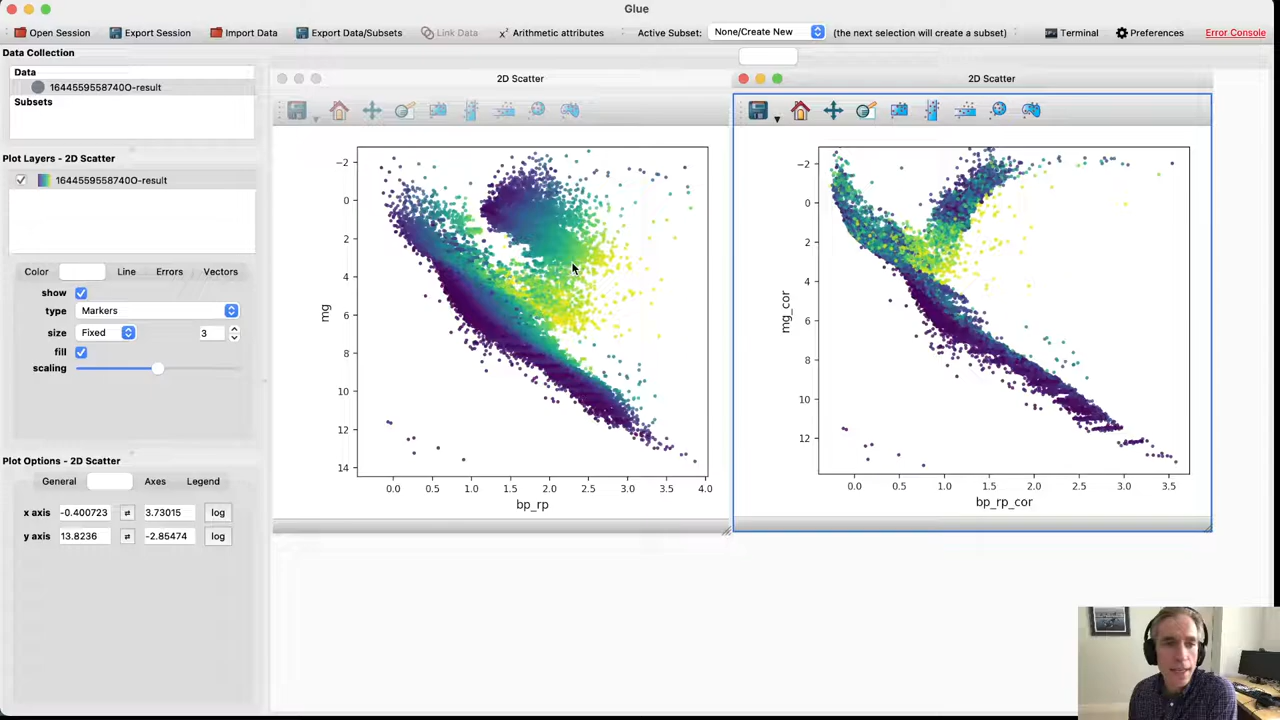 Glue
Open Session
Export Session
Import Data
Export Data/Subsets
Link Data
Arithmetic attributes
Active Subset:
None/Create New
(the next selection will create a subset)
Terminal
Preferences
Error Console
Data Collection
Data
1644559558740O-result
Subsets
Plot Layers - 2D Scatter
1644559558740O-result
Color
Line
Errors
Vectors
show
type
Markers
size
Fixed
3
fill
scaling
Plot Options - 2D Scatter
General
Axes
Legend
x axis
-0.400723
3.73015
log
y axis
13.8236
-2.85474
log
2D Scatter
−2
0
2
4
6
8
10
12
14
mg
0.0 0.5 1.0 1.5 2.0 2.5 3.0 3.5 4.0
bp_rp
2D Scatter
−2
0
2
4
6
8
10
12
mg_cor
0.0 0.5 1.0 1.5 2.0 2.5 3.0 3.5
bp_rp_cor